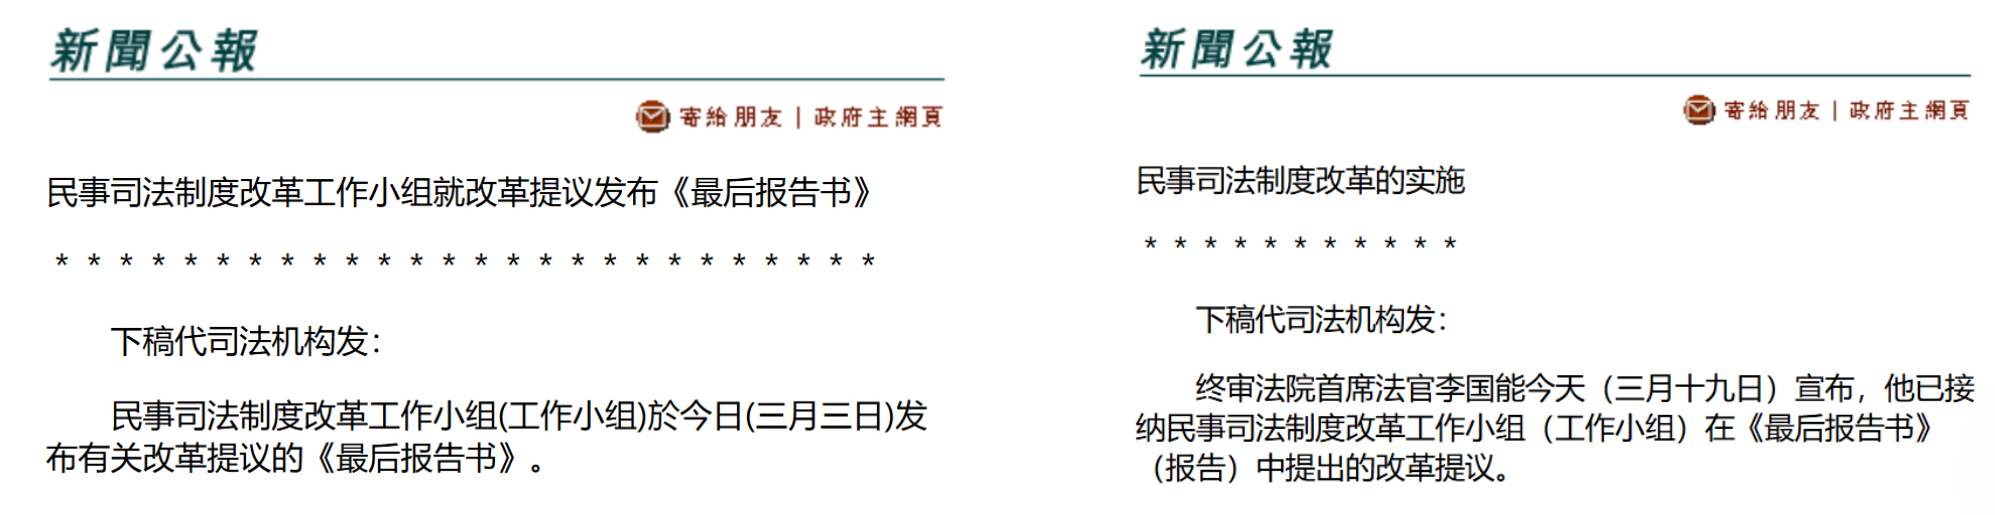 新聞公報
寄給朋友 | 政府主網頁
民事司法制度改革工作小组就改革提议发布《最后报告书》
* * * * * * * * * * * * * * * * * * * * * * * * * *
下稿代司法机构发：
民事司法制度改革工作小组(工作小组)於今日(三月三日)发
布有关改革提议的《最后报告书》。
新聞公報
寄給朋友 | 政府主網頁
民事司法制度改革的实施
* * * * * * * * * * *
下稿代司法机构发：
终审法院首席法官李国能今天（三月十九日）宣布，他已接
纳民事司法制度改革工作小组（工作小组）在《最后报告书》
（报告）中提出的改革提议。